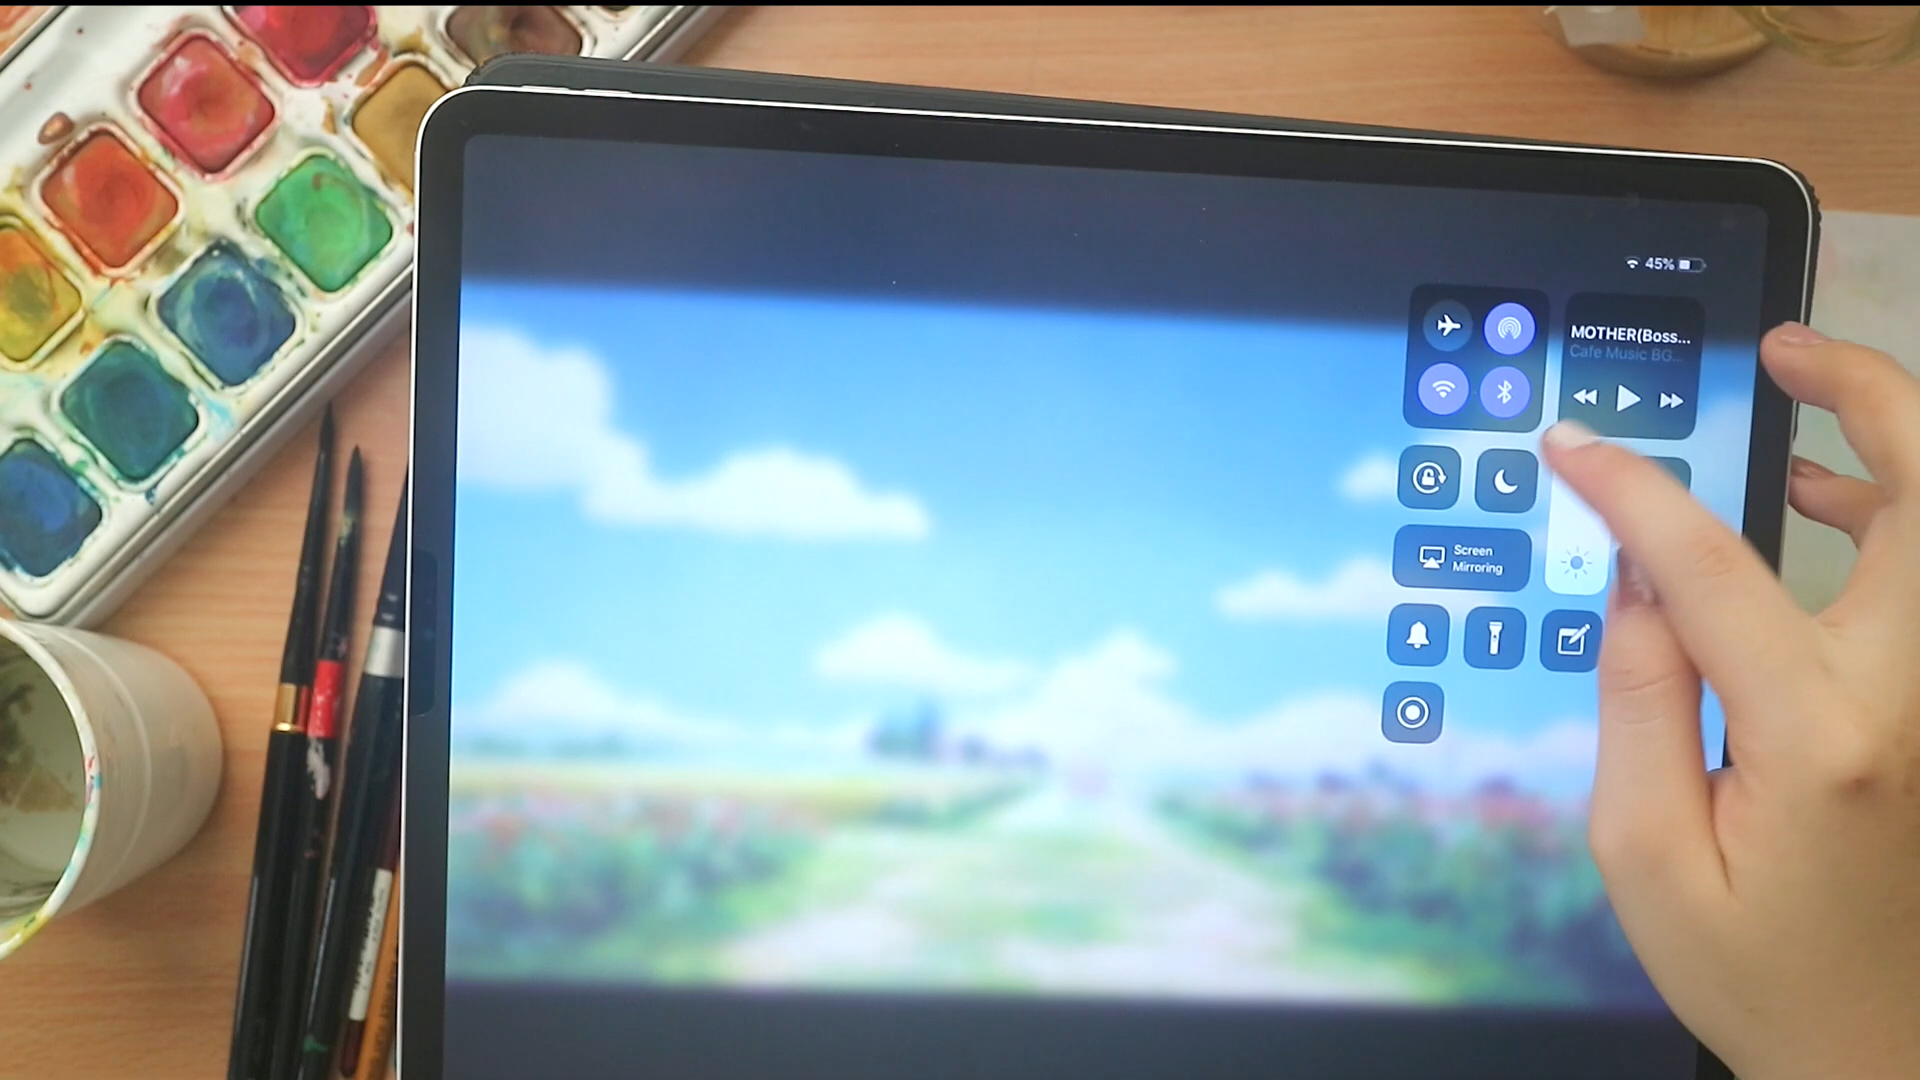 45%
MOTHER(Boss...
Cafe Music BG...
Screen
Mirroring